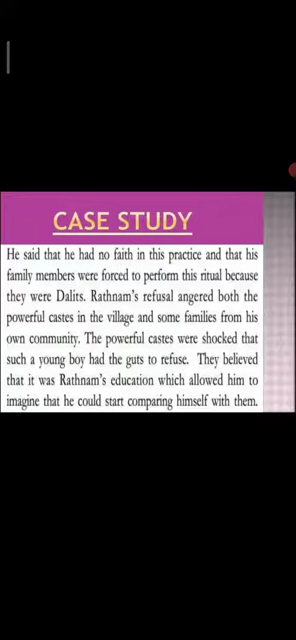 CASE STUDY
He said that he had no faith in this practice and that his
family members were forced to perform this ritual because
they were Dalits. Rathnam's refusal angered both the
powerful castes in the village and some families from his
own community. The powerful castes were shocked that
such a young boy had the guts to refuse. They believed
that it was Rathnam's education which allowed him to
imagine that he could start comparing himself with them.